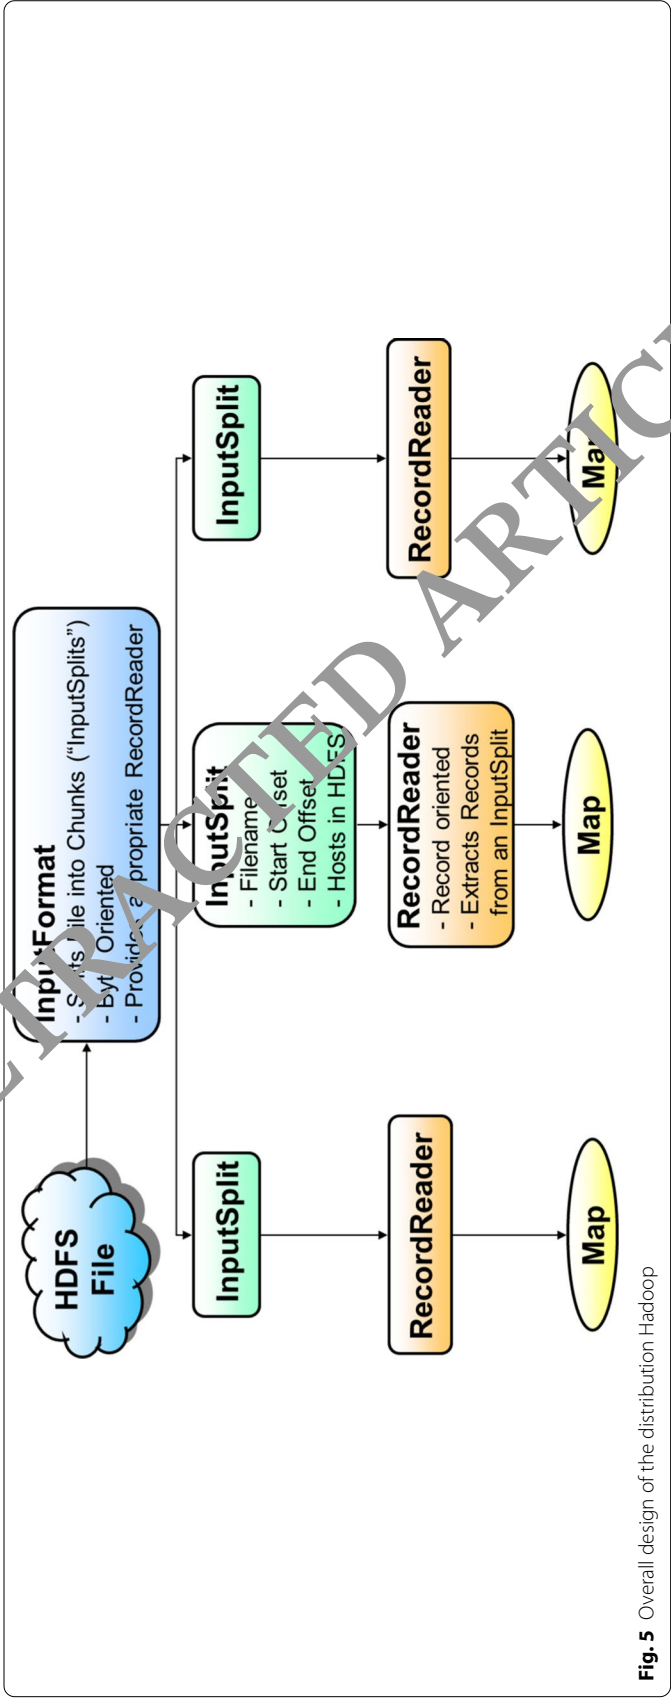 HDFS
File
InputFormat
- Splits File into Chunks (“InputSplits”)
- Byte Oriented
- Provides appropriate RecordReader
InputSplit
InputSplit
- Filename
- Start Offset
- End Offset
- Hosts in HDFS
InputSplit
RecordReader
RecordReader
- Record oriented
- Extracts Records
from an InputSplit
RecordReader
Map
Map
Map
TRACTED ARTIC
Fig. 5 Overall design of the distribution Hadoop